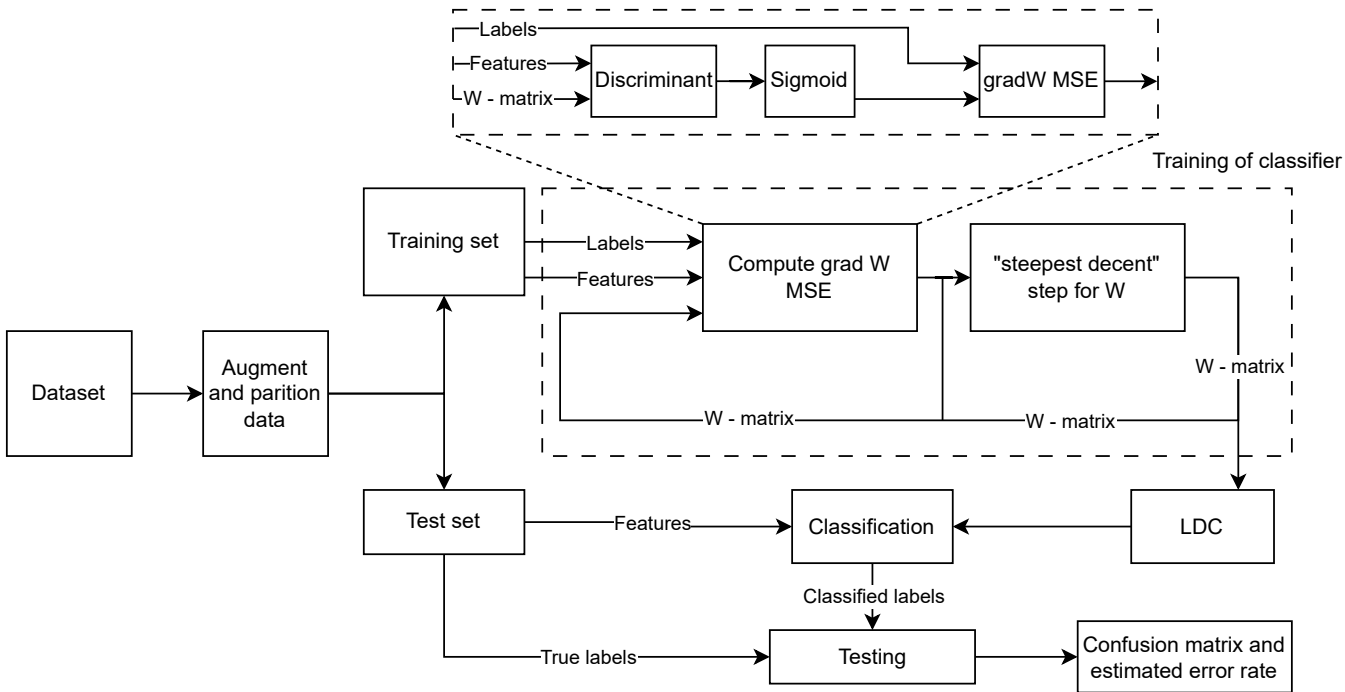 Labels
Features
W - matrix
Discriminant
Sigmoid
gradW MSE
Training of classifier
Training set
Labels
Features
Compute grad W
MSE
"steepest decent"
step for W
W - matrix
W - matrix
W - matrix
Dataset
Augment
and parition
data
Test set
Features
Classification
LDC
Classified labels
True labels
Testing
Confusion matrix and
estimated error rate